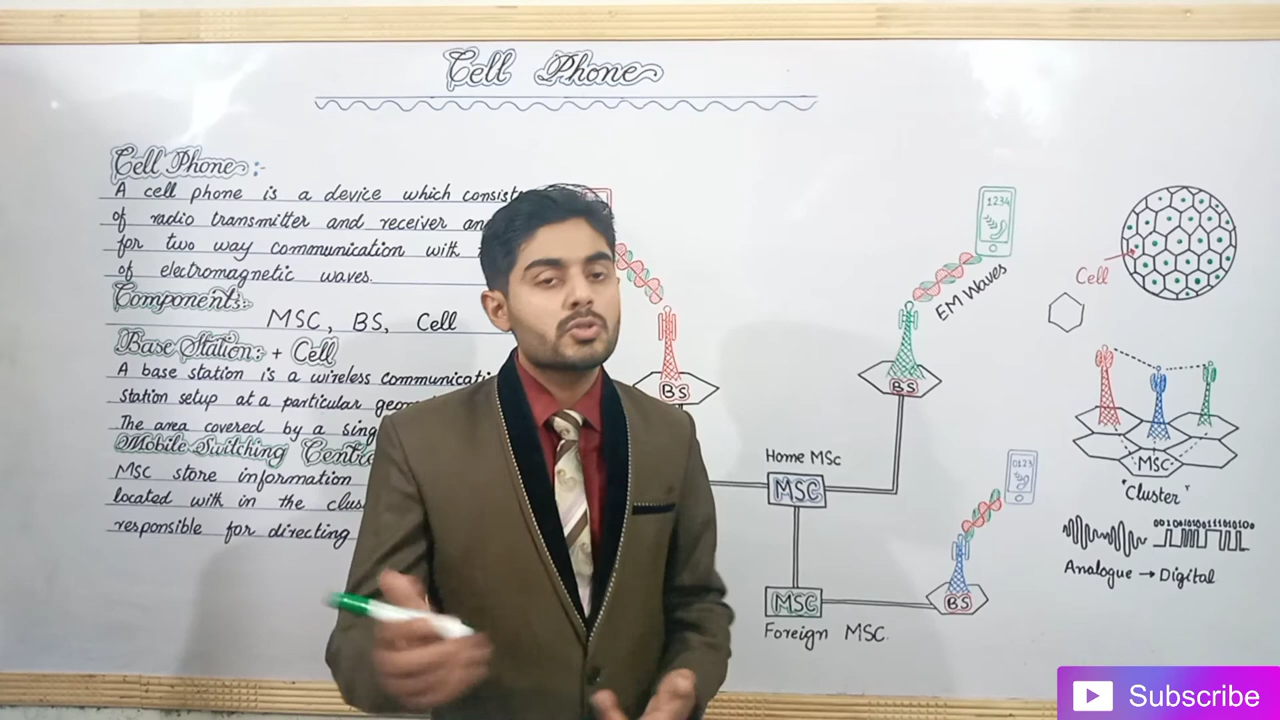 Cell Phone
Cell Phone:-
A cell phone is a device which consist
of radio transmitter and receiver an
for two way communication with
of electromagnetic waves.
Components:
MSC, BS, Cell
Base Station: + Cell
A base station is a wireless communicati
station setup at a particular geo
The area covered by a sing
Mobile Switching Centre
MSC store information
located with in the clus
responsible for directing
BS
1234
EM Waves
BS
Home MSc
MSC
MSC
Foreign MSC.
0123
BS
Cell
MSC
"Cluster"
001001010011101010
Analogue → Digital
Subscribe